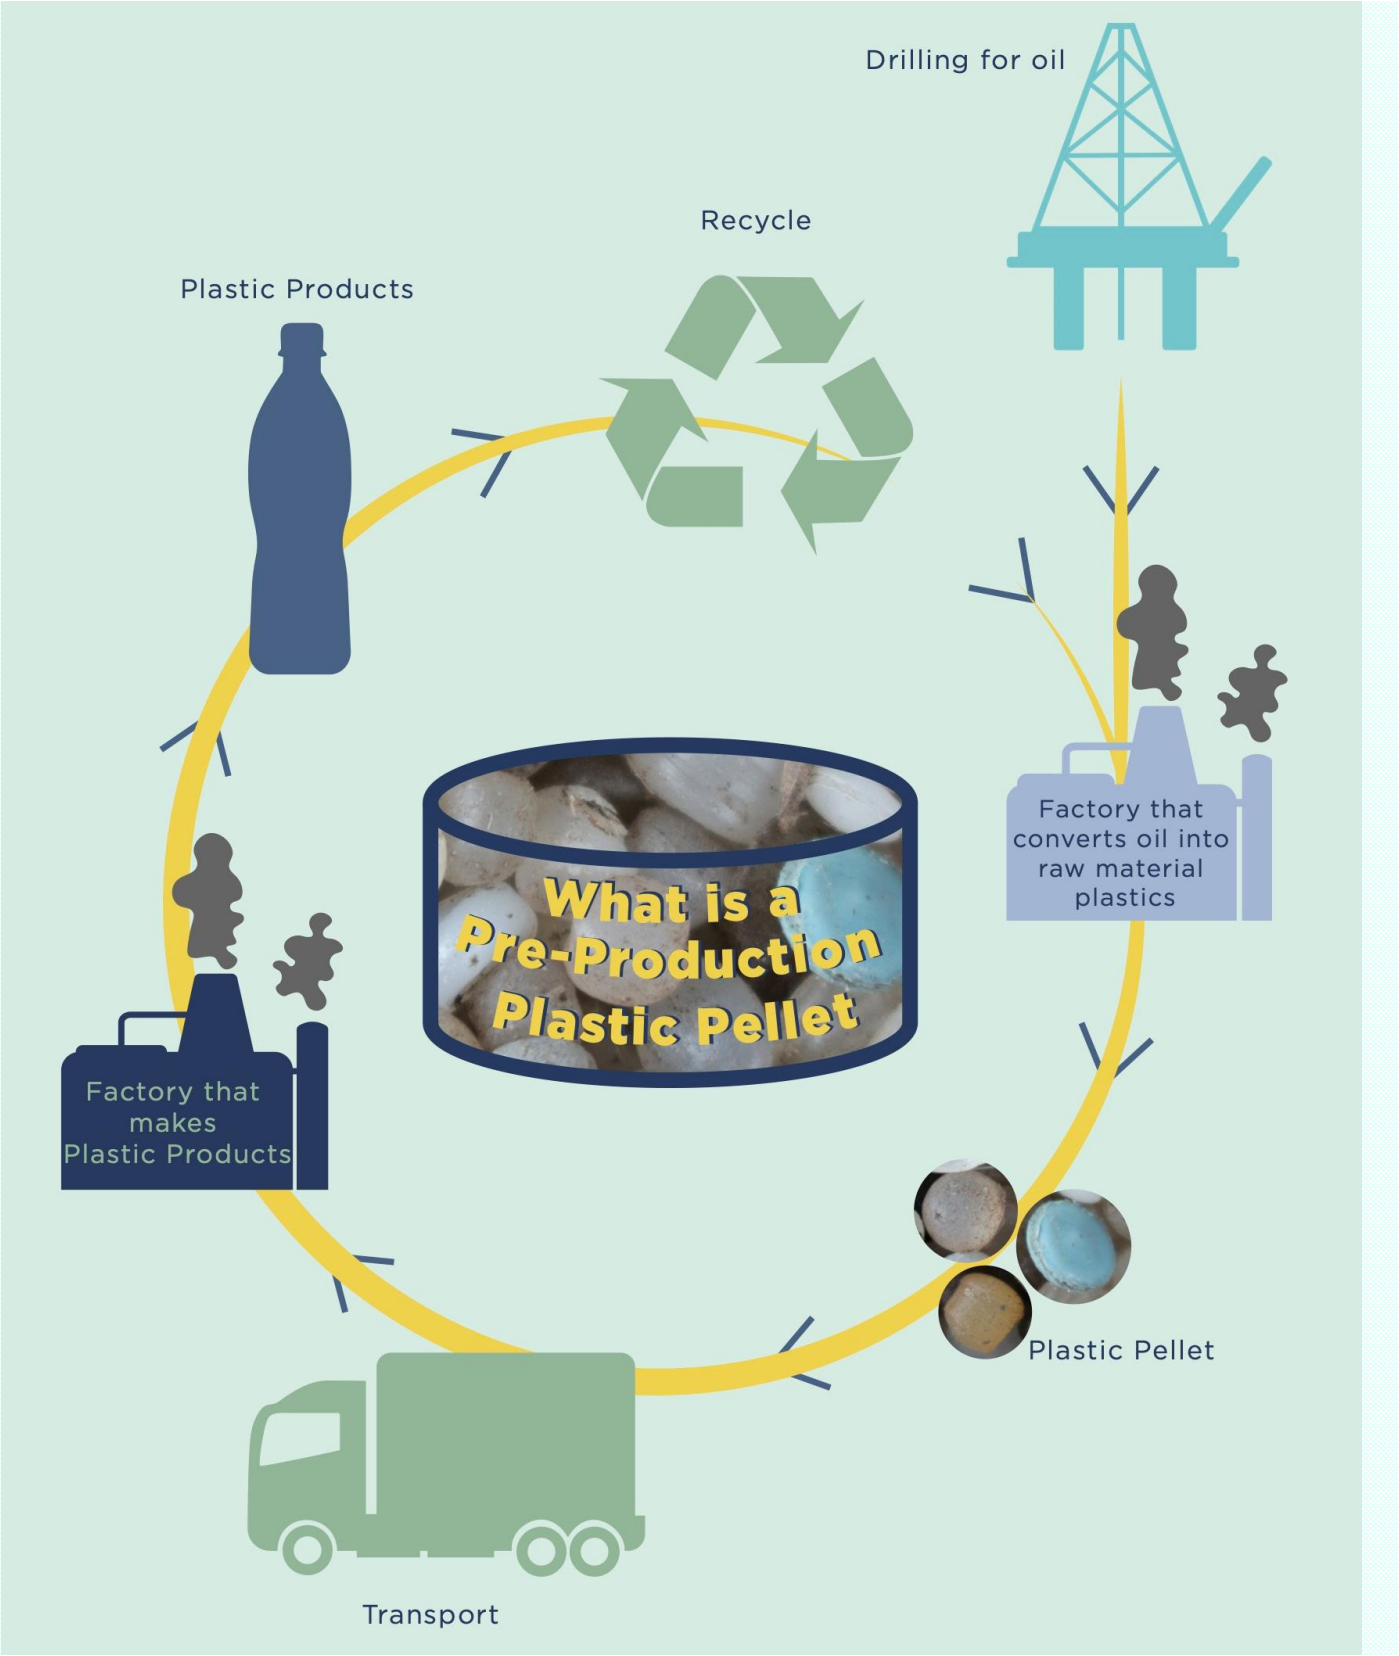 Drilling for oil
Recycle
Plastic Products
Factory that
converts oil into
raw material
plastics
What is a
Pre-Production
Plastic Pellet
Factory that
makes
Plastic Products
Plastic Pellet
Transport